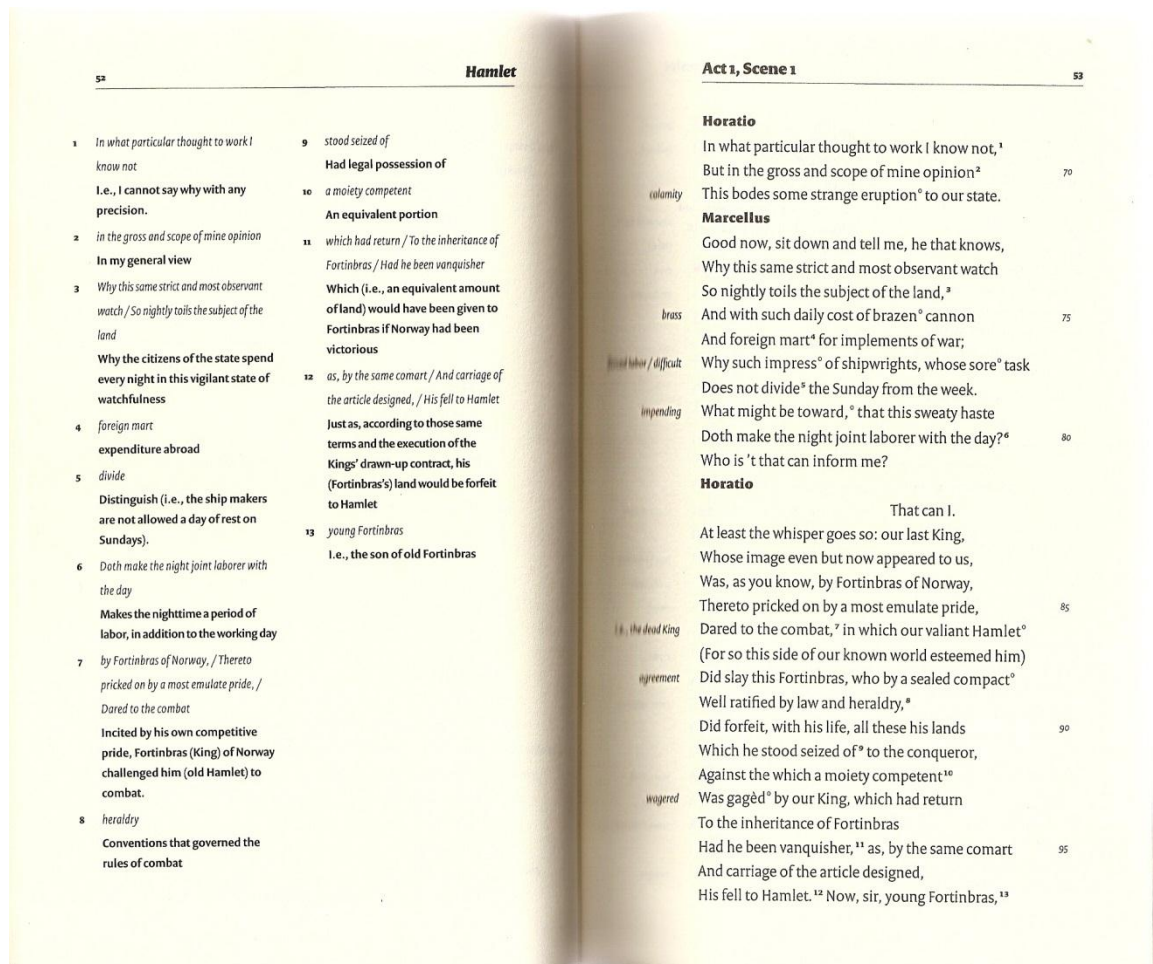 52
Hamlet
1 In what particular thought to work I
know not
I.e., I cannot say why with any
precision.
2 in the gross and scope of mine opinion
In my general view
3 Why this same strict and most observant
watch / So nightly toils the subject of the
land
Why the citizens of the state spend
every night in this vigilant state of
watchfulness
4 foreign mart
expenditure abroad
5 divide
Distinguish (i.e., the ship makers
are not allowed a day of rest on
Sundays).
6 Doth make the night joint laborer with
the day
Makes the nighttime a period of
labor, in addition to the working day
7 by Fortinbras of Norway, / Thereto
pricked on by a most emulate pride, /
Dared to the combat
Incited by his own competitive
pride, Fortinbras (King) of Norway
challenged him (old Hamlet) to
combat.
8 heraldry
Conventions that governed the
rules of combat
9 stood seized of
Had legal possession of
10 a moiety competent
An equivalent portion
11 which had return / To the inheritance of
Fortinbras / Had he been vanquisher
Which (i.e., an equivalent amount
of land) would have been given to
Fortinbras if Norway had been
victorious
12 as, by the same comart / And carriage of
the article designed, / His fell to Hamlet
Just as, according to those same
terms and the execution of the
Kings' drawn-up contract, his
(Fortinbras's) land would be forfeit
to Hamlet
13 young Fortinbras
I.e., the son of old Fortinbras
Act 1, Scene 1
53
Horatio
In what particular thought to work I know not,¹
But in the gross and scope of mine opinion² 70
calamity This bodes some strange eruption° to our state.
Marcellus
Good now, sit down and tell me, he that knows,
Why this same strict and most observant watch
So nightly toils the subject of the land,³
brass And with such daily cost of brazen° cannon 75
And foreign mart⁴ for implements of war;
labor / difficult Why such impress° of shipwrights, whose sore° task
Does not divide⁵ the Sunday from the week.
impending What might be toward,° that this sweaty haste
Doth make the night joint laborer with the day?⁶ 80
Who is 't that can inform me?
Horatio
That can I.
At least the whisper goes so: our last King,
Whose image even but now appeared to us,
Was, as you know, by Fortinbras of Norway,
Thereto pricked on by a most emulate pride, 85
i.e., the dead King Dared to the combat,⁷ in which our valiant Hamlet°
(For so this side of our known world esteemed him)
agreement Did slay this Fortinbras, who by a sealed compact°
Well ratified by law and heraldry,⁸
Did forfeit, with his life, all these his lands 90
Which he stood seized of⁹ to the conqueror,
Against the which a moiety competent¹⁰
wagered Was gagèd° by our King, which had return
To the inheritance of Fortinbras
Had he been vanquisher,¹¹ as, by the same comart 95
And carriage of the article designed,
His fell to Hamlet.¹² Now, sir, young Fortinbras,¹³